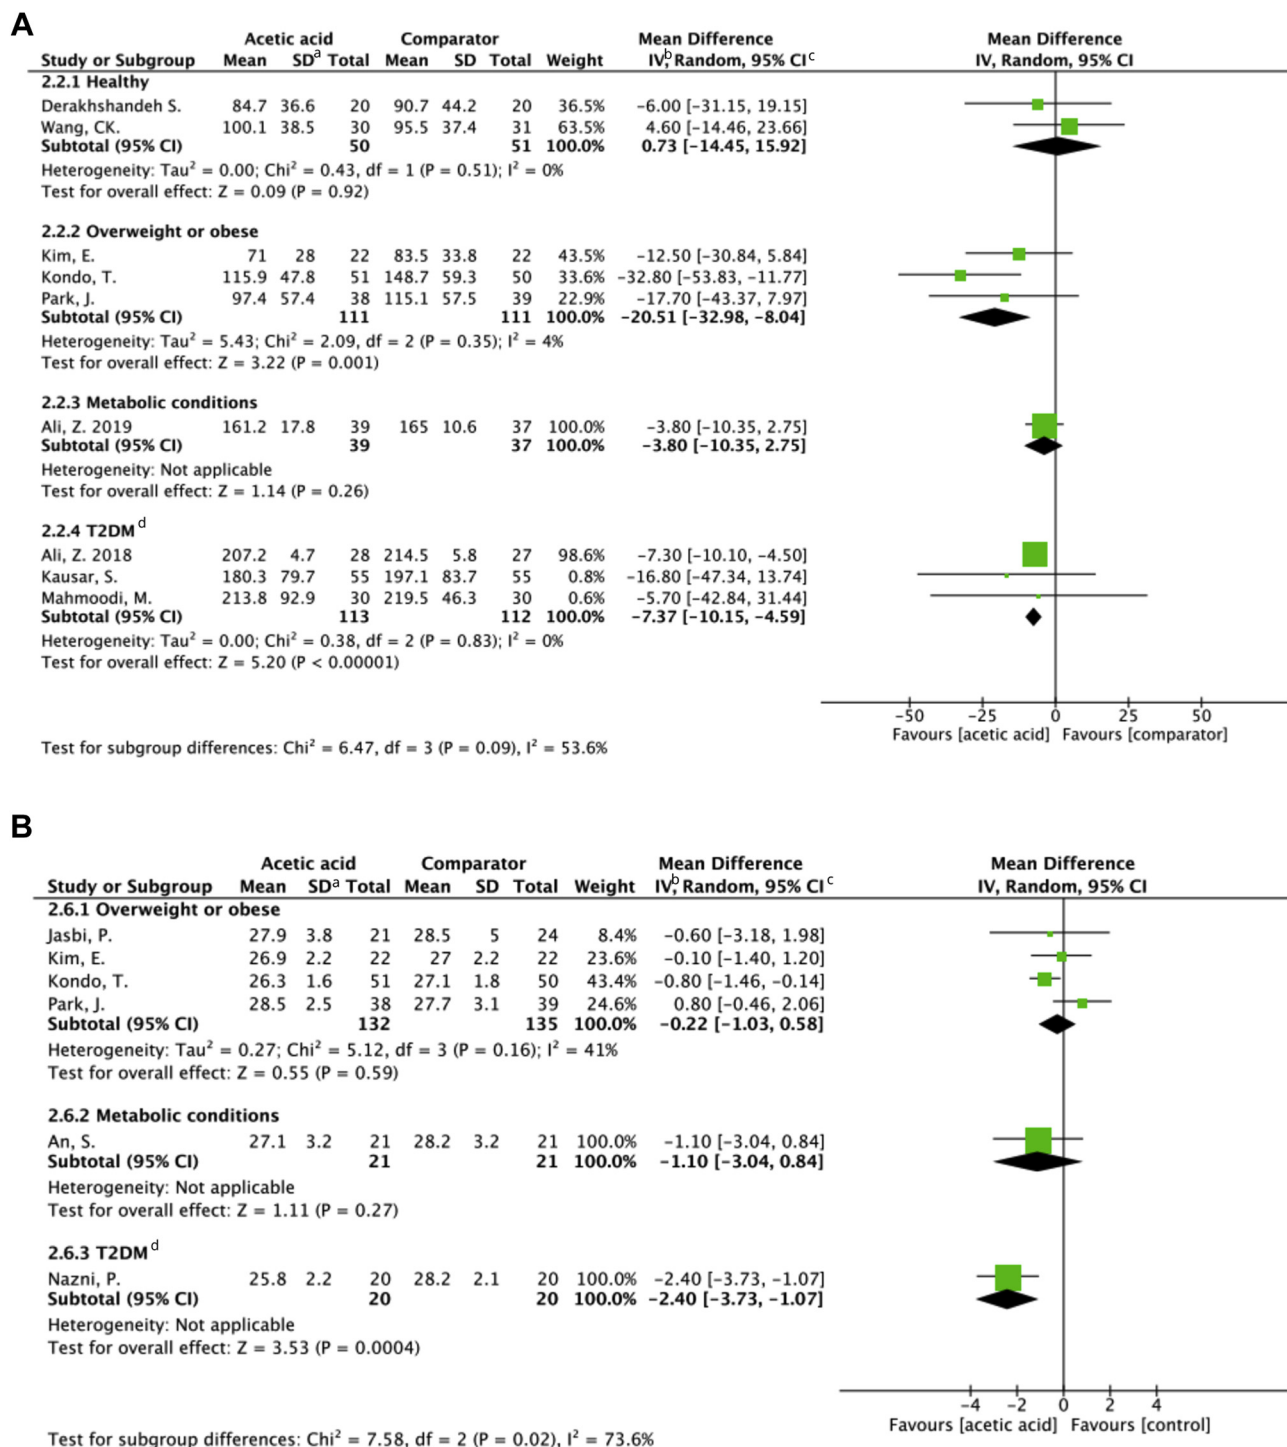 A
Acetic acid Comparator Mean Difference Mean Difference
Study or Subgroup Mean SDa Total Mean SD Total Weight IV,b Random, 95% CIc IV, Random, 95% CI
2.2.1 Healthy
Derakhshandeh S. 84.7 36.6 20 90.7 44.2 20 36.5% −6.00 [−31.15, 19.15]
Wang, CK. 100.1 38.5 30 95.5 37.4 31 63.5% 4.60 [−14.46, 23.66]
Subtotal (95% CI) 50 51 100.0% 0.73 [−14.45, 15.92]
Heterogeneity: Tau² = 0.00; Chi² = 0.43, df = 1 (P = 0.51); I² = 0%
Test for overall effect: Z = 0.09 (P = 0.92)
2.2.2 Overweight or obese
Kim, E. 71 28 22 83.5 33.8 22 43.5% −12.50 [−30.84, 5.84]
Kondo, T. 115.9 47.8 51 148.7 59.3 50 33.6% −32.80 [−53.83, −11.77]
Park, J. 97.4 57.4 38 115.1 57.5 39 22.9% −17.70 [−43.37, 7.97]
Subtotal (95% CI) 111 111 100.0% −20.51 [−32.98, −8.04]
Heterogeneity: Tau² = 5.43; Chi² = 2.09, df = 2 (P = 0.35); I² = 4%
Test for overall effect: Z = 3.22 (P = 0.001)
2.2.3 Metabolic conditions
Ali, Z. 2019 161.2 17.8 39 165 10.6 37 100.0% −3.80 [−10.35, 2.75]
Subtotal (95% CI) 39 37 100.0% −3.80 [−10.35, 2.75]
Heterogeneity: Not applicable
Test for overall effect: Z = 1.14 (P = 0.26)
2.2.4 T2DMd
Ali, Z. 2018 207.2 4.7 28 214.5 5.8 27 98.6% −7.30 [−10.10, −4.50]
Kausar, S. 180.3 79.7 55 197.1 83.7 55 0.8% −16.80 [−47.34, 13.74]
Mahmoodi, M. 213.8 92.9 30 219.5 46.3 30 0.6% −5.70 [−42.84, 31.44]
Subtotal (95% CI) 113 112 100.0% −7.37 [−10.15, −4.59]
Heterogeneity: Tau² = 0.00; Chi² = 0.38, df = 2 (P = 0.83); I² = 0%
Test for overall effect: Z = 5.20 (P < 0.00001)
−50 −25 0 25 50
Favours [acetic acid] Favours [comparator]
Test for subgroup differences: Chi² = 6.47, df = 3 (P = 0.09), I² = 53.6%
B
Acetic acid Comparator Mean Difference Mean Difference
Study or Subgroup Mean SDa Total Mean SD Total Weight IV,b Random, 95% CIc IV, Random, 95% CI
2.6.1 Overweight or obese
Jasbi, P. 27.9 3.8 21 28.5 5 24 8.4% −0.60 [−3.18, 1.98]
Kim, E. 26.9 2.2 22 27 2.2 22 23.6% −0.10 [−1.40, 1.20]
Kondo, T. 26.3 1.6 51 27.1 1.8 50 43.4% −0.80 [−1.46, −0.14]
Park, J. 28.5 2.5 38 27.7 3.1 39 24.6% 0.80 [−0.46, 2.06]
Subtotal (95% CI) 132 135 100.0% −0.22 [−1.03, 0.58]
Heterogeneity: Tau² = 0.27; Chi² = 5.12, df = 3 (P = 0.16); I² = 41%
Test for overall effect: Z = 0.55 (P = 0.59)
2.6.2 Metabolic conditions
An, S. 27.1 3.2 21 28.2 3.2 21 100.0% −1.10 [−3.04, 0.84]
Subtotal (95% CI) 21 21 100.0% −1.10 [−3.04, 0.84]
Heterogeneity: Not applicable
Test for overall effect: Z = 1.11 (P = 0.27)
2.6.3 T2DMd
Nazni, P. 25.8 2.2 20 28.2 2.1 20 100.0% −2.40 [−3.73, −1.07]
Subtotal (95% CI) 20 20 100.0% −2.40 [−3.73, −1.07]
Heterogeneity: Not applicable
Test for overall effect: Z = 3.53 (P = 0.0004)
−4 −2 0 2 4
Favours [acetic acid] Favours [control]
Test for subgroup differences: Chi² = 7.58, df = 2 (P = 0.02), I² = 73.6%